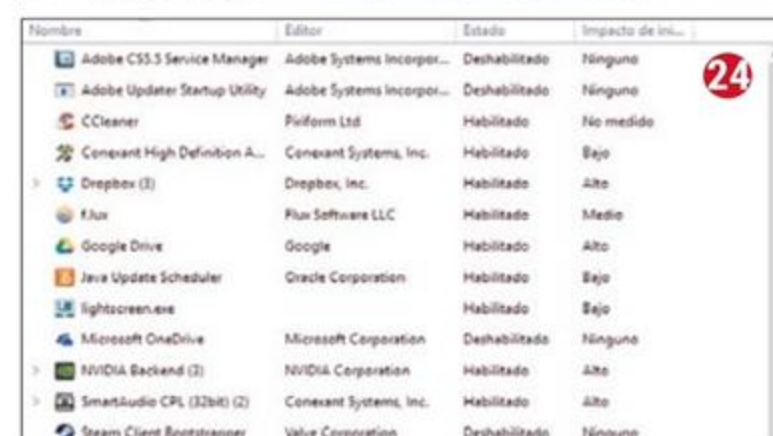 Nombre Editor Estado Impacto de ini...
Adobe CS5.5 Service Manager Adobe Systems Incorpor... Deshabilitado Ninguno
24
Adobe Updater Startup Utility Adobe Systems Incorpor... Deshabilitado Ninguno
CCleaner Piriform Ltd Habilitado No medido
Conexant High Definition A... Conexant Systems, Inc. Habilitado Bajo
Dropbox (3) Dropbox, Inc. Habilitado Alto
f.lux Flux Software LLC Habilitado Medio
Google Drive Google Habilitado Alto
Java Update Scheduler Oracle Corporation Habilitado Bajo
lightscreen.exe Habilitado Bajo
Microsoft OneDrive Microsoft Corporation Deshabilitado Ninguno
NVIDIA Backend (3) NVIDIA Corporation Habilitado Alto
SmartAudio CPL (32bit) (2) Conexant Systems, Inc. Habilitado Alto
Steam Client Bootstrapper Valve Corporation Deshabilitado Ninguno